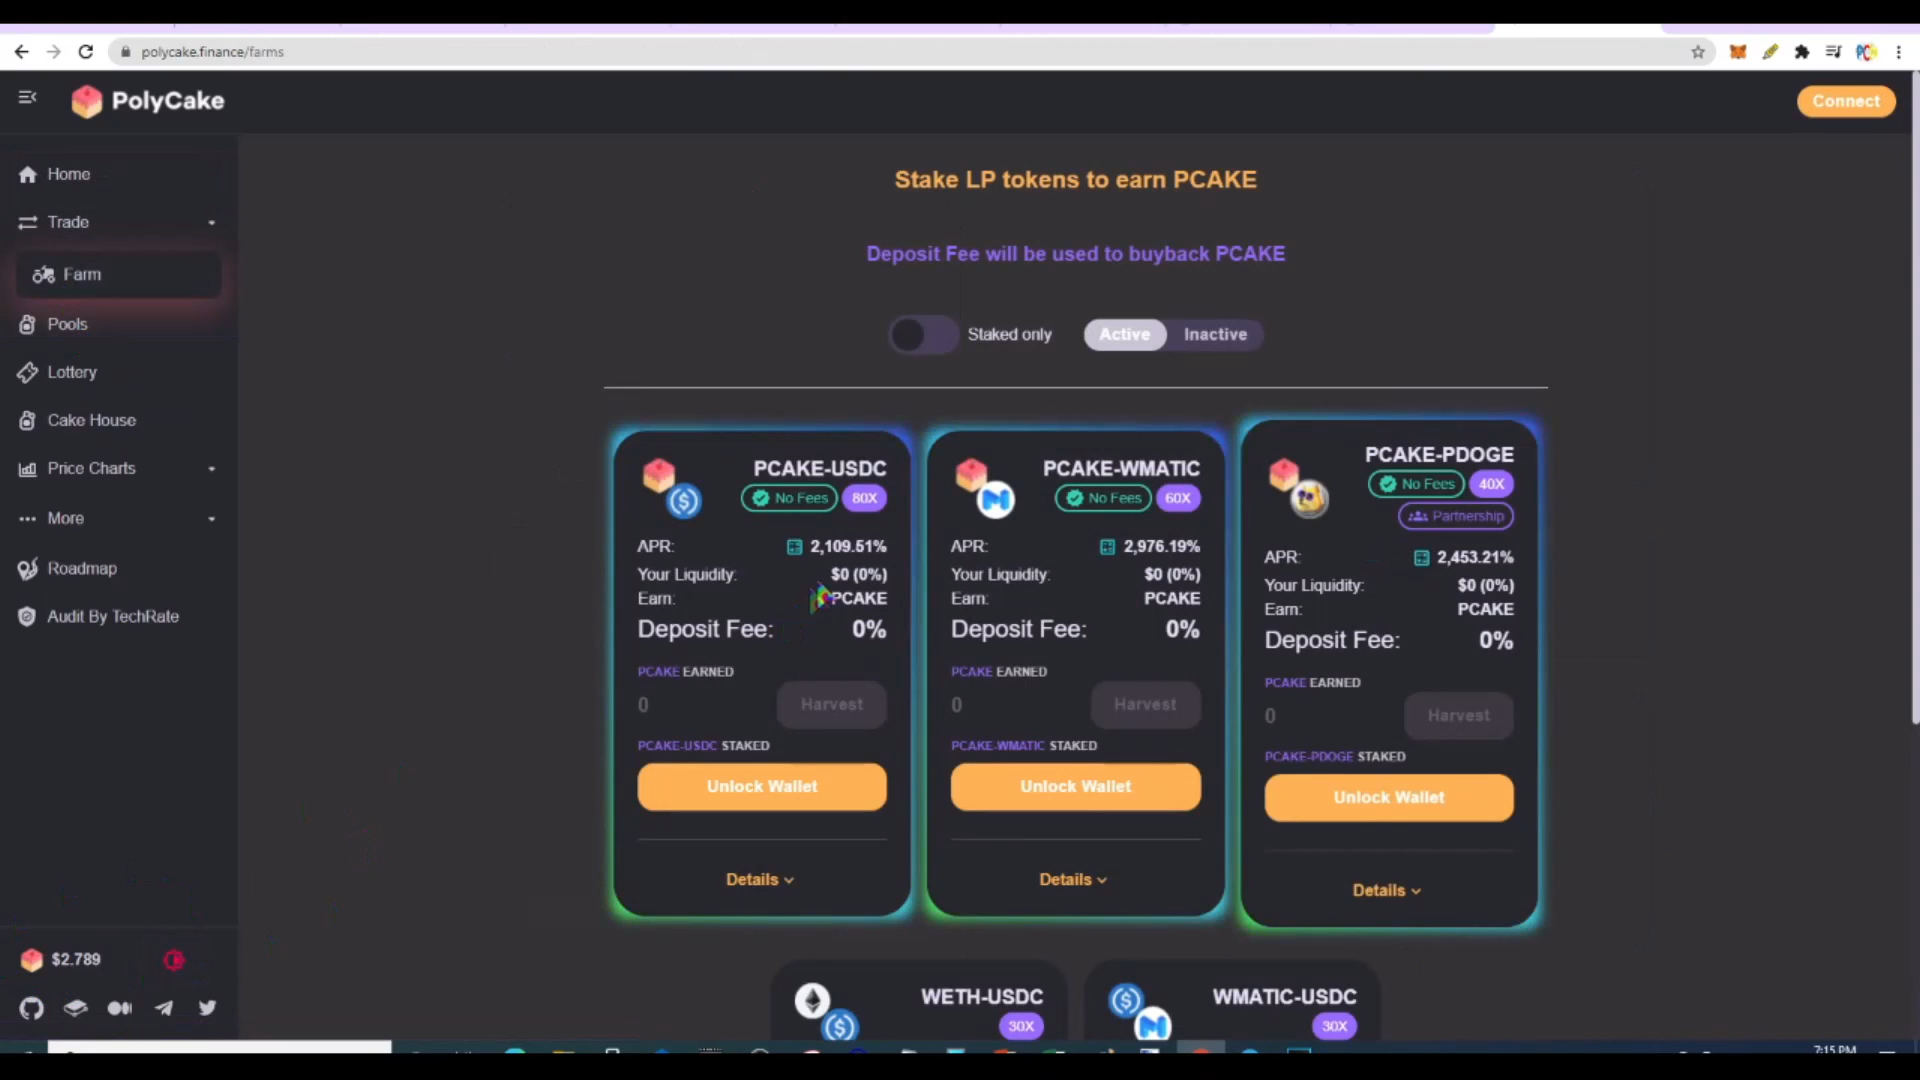 polycake.finance/farms
PolyCake
Connect
Home
Trade
Farm
Pools
Lottery
Cake House
Price Charts
More
Roadmap
Audit By TechRate
$2.789
Stake LP tokens to earn PCAKE
Deposit Fee will be used to buyback PCAKE
Staked only
Active Inactive
PCAKE-USDC
No Fees 80X
APR: 2,109.51%
Your Liquidity: $0 (0%)
Earn: PCAKE
Deposit Fee: 0%
PCAKE EARNED
0 Harvest
PCAKE-USDC STAKED
Unlock Wallet
Details
PCAKE-WMATIC
No Fees 60X
APR: 2,976.19%
Your Liquidity: $0 (0%)
Earn: PCAKE
Deposit Fee: 0%
PCAKE EARNED
0 Harvest
PCAKE-WMATIC STAKED
Unlock Wallet
Details
PCAKE-PDOGE
No Fees 40X
Partnership
APR: 2,453.21%
Your Liquidity: $0 (0%)
Earn: PCAKE
Deposit Fee: 0%
PCAKE EARNED
0 Harvest
PCAKE-PDOGE STAKED
Unlock Wallet
Details
WETH-USDC
30X
WMATIC-USDC
30X
7:15 PM